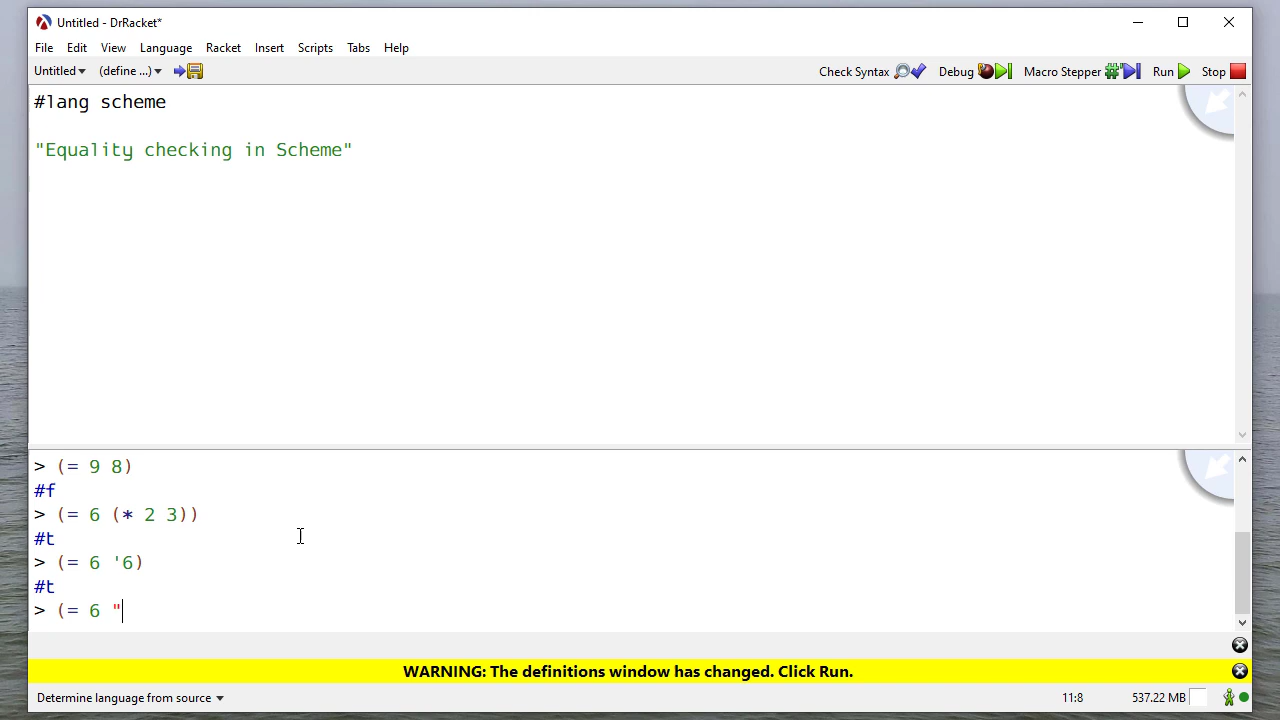 Untitled - DrRacket*
File Edit View Language Racket Insert Scripts Tabs Help
Untitled (define ...) Check Syntax Debug Macro Stepper Run Stop
#lang scheme
"Equality checking in Scheme"
> (= 9 8)
#f
> (= 6 (* 2 3))
#t
> (= 6 '6)
#t
> (= 6 "
WARNING: The definitions window has changed. Click Run.
Determine language from source 11:8 537.22 MB